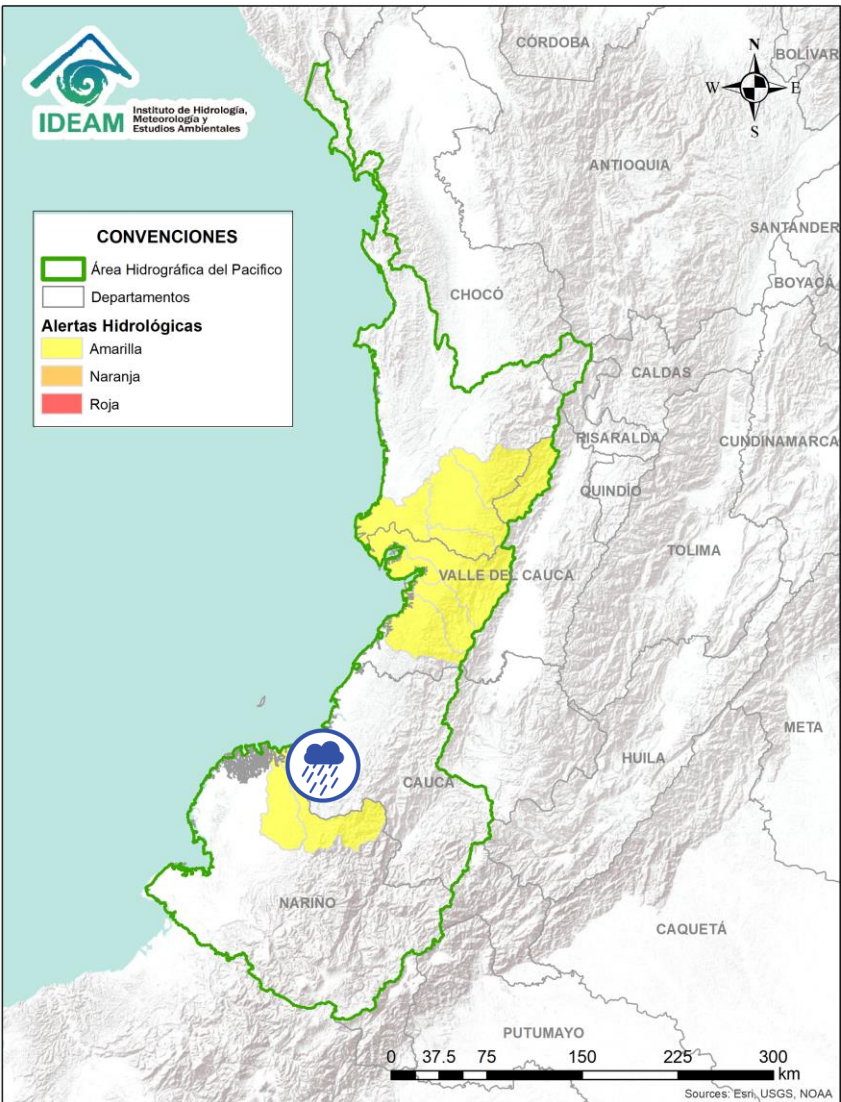 IDEAM
Instituto de Hidrología,
Meteorología y
Estudios Ambientales
N
W E
S
CÓRDOBA
BOLÍVAR
ANTIOQUIA
SANTANDER
BOYACÁ
CHOCÓ
CONVENCIONES
Área Hidrográfica del Pacifico
Departamentos
Alertas Hidrológicas
Amarilla
Naranja
Roja
CALDAS
RISARALDA
CUNDINAMARCA
QUINDÍO
TOLIMA
VALLE DEL CAUCA
META
HUILA
CAUCA
NARIÑO
CAQUETÁ
PUTUMAYO
0 37.5 75 150 225 300
km
Sources: Esri, USGS, NOAA